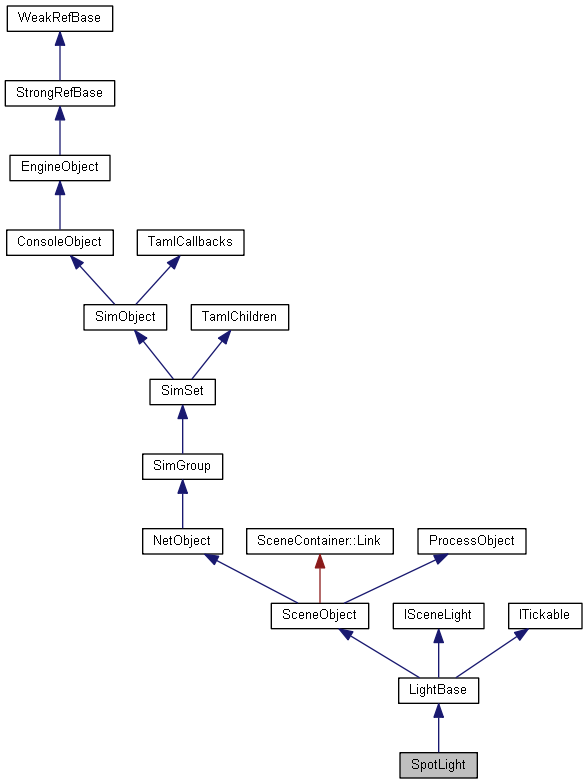 WeakRefBase
StrongRefBase
EngineObject
ConsoleObject
TamlCallbacks
SimObject
TamlChildren
SimSet
SimGroup
NetObject
SceneContainer::Link
ProcessObject
SceneObject
ISceneLight
ITickable
LightBase
SpotLight